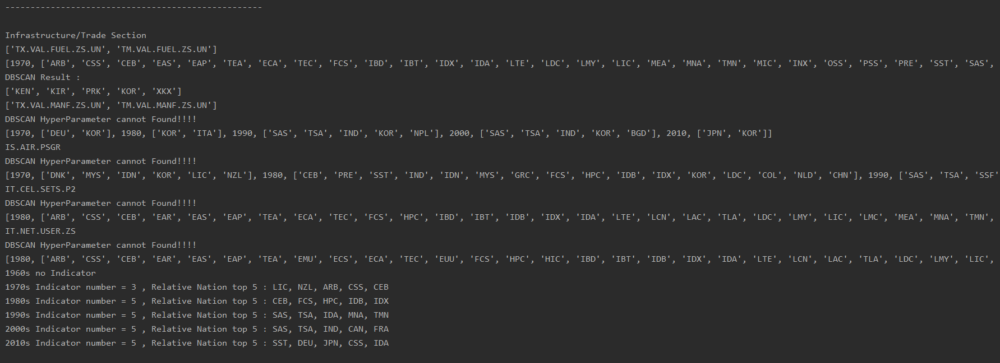 ---------------------------------------------------
Infrastructure/Trade Section
['TX.VAL.FUEL.ZS.UN', 'TM.VAL.FUEL.ZS.UN']
[1970, ['ARB', 'CSS', 'CEB', 'EAS', 'EAP', 'TEA', 'ECA', 'TEC', 'FCS', 'IBD', 'IBT', 'IDX', 'IDA', 'LTE', 'LDC', 'LMY', 'LIC', 'MEA', 'MNA', 'TMN', 'MIC', 'INX', 'OSS', 'PSS', 'PRE', 'SST', 'SAS',
DBSCAN Result :
['KEN', 'KIR', 'PRK', 'KOR', 'XKX']
['TX.VAL.MANF.ZS.UN', 'TM.VAL.MANF.ZS.UN']
DBSCAN HyperParameter cannot Found!!!!
[1970, ['DEU', 'KOR'], 1980, ['KOR', 'ITA'], 1990, ['SAS', 'TSA', 'IND', 'KOR', 'NPL'], 2000, ['SAS', 'TSA', 'IND', 'KOR', 'BGD'], 2010, ['JPN', 'KOR']]
IS.AIR.PSGR
DBSCAN HyperParameter cannot Found!!!!
[1970, ['DNK', 'MYS', 'IDN', 'KOR', 'LIC', 'NZL'], 1980, ['CEB', 'PRE', 'SST', 'IND', 'IDN', 'MYS', 'GRC', 'FCS', 'HPC', 'IDB', 'IDX', 'KOR', 'LDC', 'COL', 'NLD', 'CHN'], 1990, ['SAS', 'TSA', 'SSF'
IT.CEL.SETS.P2
DBSCAN HyperParameter cannot Found!!!!
[1980, ['ARB', 'CSS', 'CEB', 'EAR', 'EAS', 'EAP', 'TEA', 'ECA', 'TEC', 'FCS', 'HPC', 'IBD', 'IBT', 'IDB', 'IDX', 'IDA', 'LTE', 'LCN', 'LAC', 'TLA', 'LDC', 'LMY', 'LIC', 'LMC', 'MEA', 'MNA', 'TMN',
IT.NET.USER.ZS
DBSCAN HyperParameter cannot Found!!!!
[1980, ['ARB', 'CSS', 'CEB', 'EAR', 'EAS', 'EAP', 'TEA', 'EMU', 'ECS', 'ECA', 'TEC', 'EUU', 'FCS', 'HPC', 'HIC', 'IBD', 'IBT', 'IDB', 'IDX', 'IDA', 'LTE', 'LCN', 'LAC', 'TLA', 'LDC', 'LMY', 'LIC',
1960s no Indicator
1970s Indicator number = 3 , Relative Nation top 5 : LIC, NZL, ARB, CSS, CEB
1980s Indicator number = 5 , Relative Nation top 5 : CEB, FCS, HPC, IDB, IDX
1990s Indicator number = 5 , Relative Nation top 5 : SAS, TSA, IDA, MNA, TMN
2000s Indicator number = 5 , Relative Nation top 5 : SAS, TSA, IND, CAN, FRA
2010s Indicator number = 5 , Relative Nation top 5 : SST, DEU, JPN, CSS, IDA